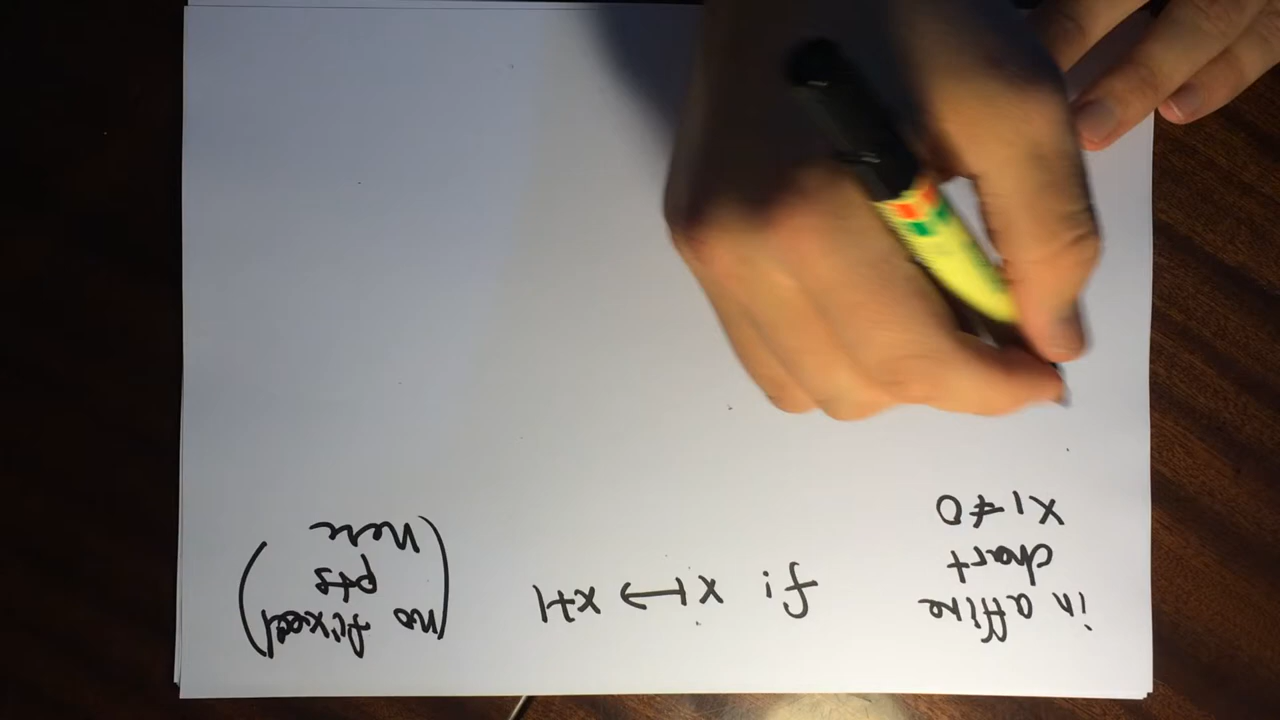 in affine
chart
x1≠0
f: x ↦ x+1
(no fixed
pts
here)